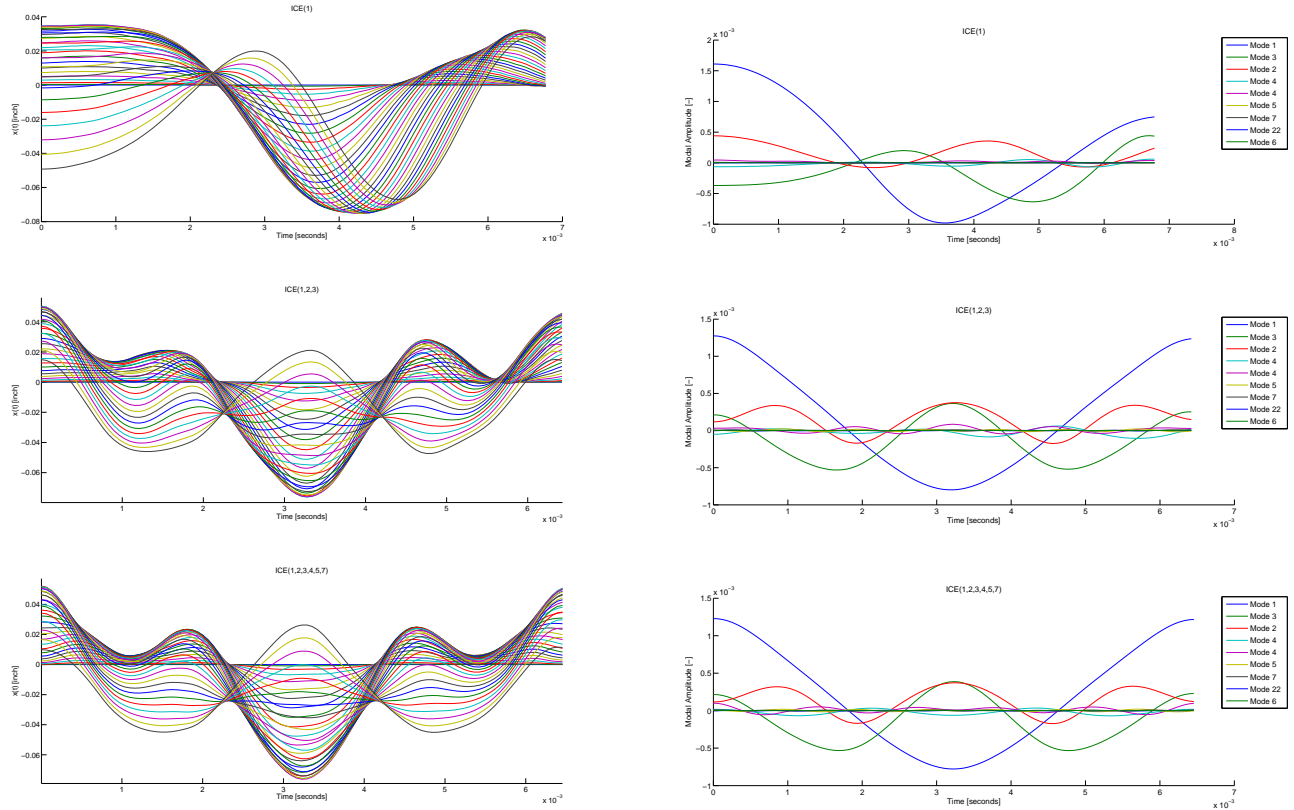 ICE(1)
x(t) [inch]
0.04
0.02
0
−0.02
−0.04
−0.06
−0.08
0 1 2 3 4 5 6 7
Time [seconds]
x 10⁻³
ICE(1)
x 10⁻³
Modal Amplitude [−]
2
1.5
1
0.5
0
−0.5
−1
0 1 2 3 4 5 6 7 8
Time [seconds]
x 10⁻³
Mode 1
Mode 3
Mode 2
Mode 4
Mode 4
Mode 5
Mode 7
Mode 22
Mode 6
ICE(1,2,3)
x(t) [inch]
0.04
0.02
0
−0.02
−0.04
−0.06
1 2 3 4 5 6
Time [seconds]
x 10⁻³
ICE(1,2,3)
x 10⁻³
Modal Amplitude [−]
1.5
1
0.5
0
−0.5
−1
0 1 2 3 4 5 6 7
Time [seconds]
x 10⁻³
Mode 1
Mode 3
Mode 2
Mode 4
Mode 4
Mode 5
Mode 7
Mode 22
Mode 6
ICE(1,2,3,4,5,7)
x(t) [inch]
0.04
0.02
0
−0.02
−0.04
−0.06
1 2 3 4 5 6
Time [seconds]
x 10⁻³
ICE(1,2,3,4,5,7)
x 10⁻³
Modal Amplitude [−]
1.5
1
0.5
0
−0.5
−1
0 1 2 3 4 5 6 7
Time [seconds]
x 10⁻³
Mode 1
Mode 3
Mode 2
Mode 4
Mode 4
Mode 5
Mode 7
Mode 22
Mode 6